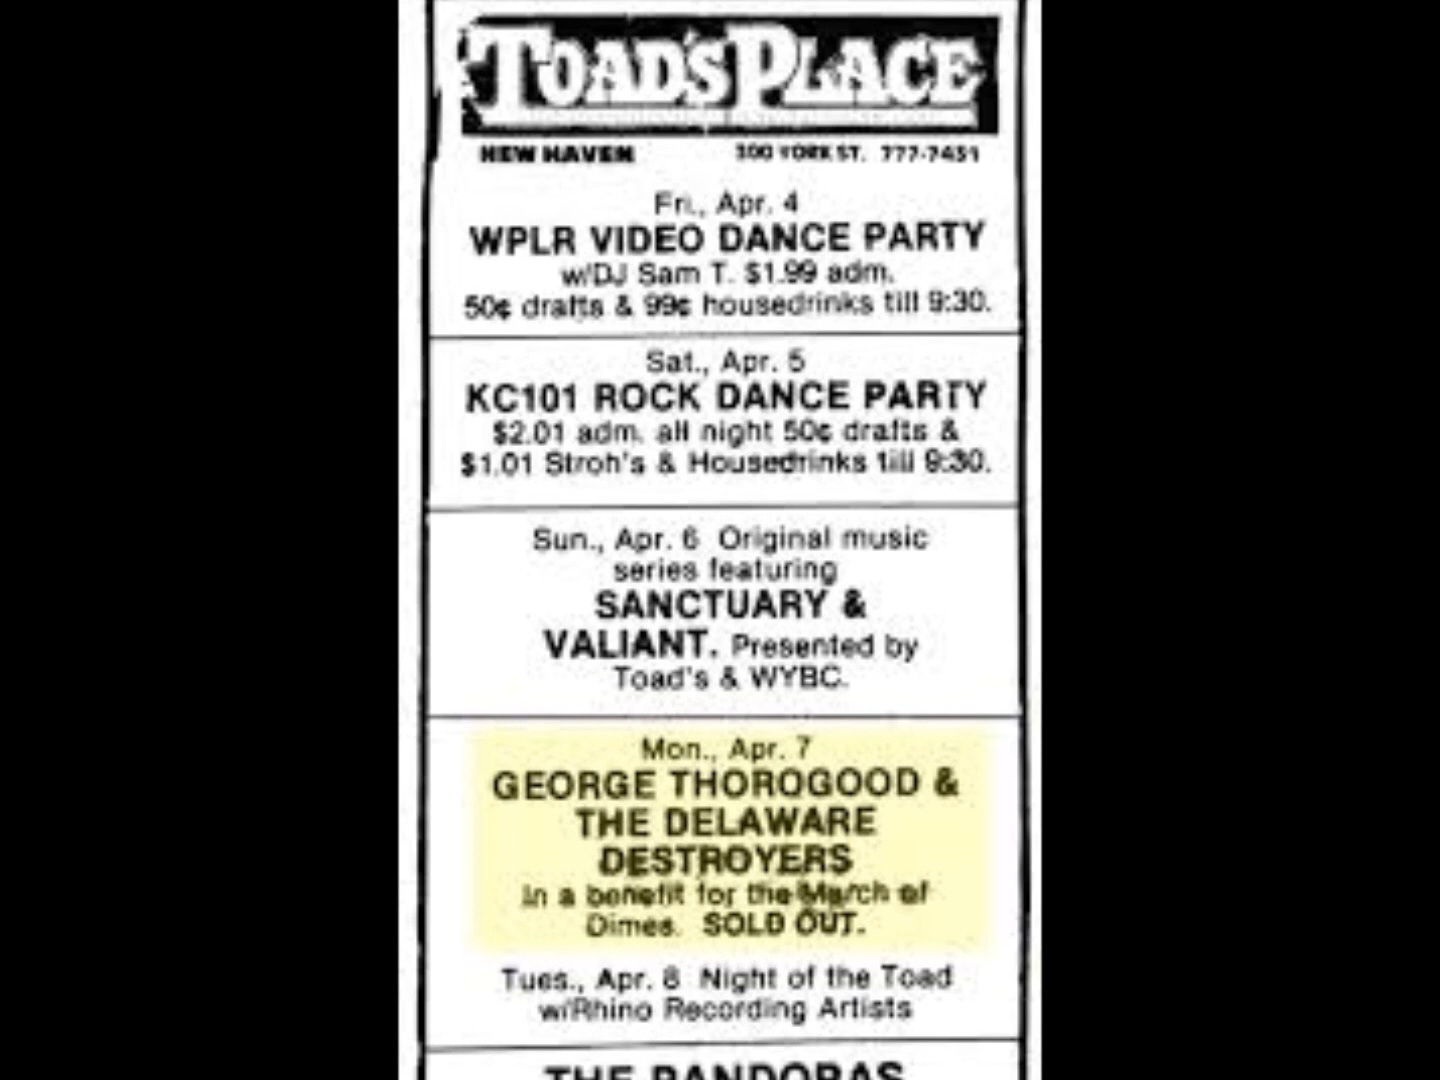 TOAD'S PLACE
NEW HAVEN 300 YORK ST. 777-7431
Fri., Apr. 4
WPLR VIDEO DANCE PARTY
w/DJ Sam T. $1.99 adm.
50¢ drafts & 99¢ housedrinks till 9:30.
Sat., Apr. 5
KC101 ROCK DANCE PARTY
$2.01 adm. all night 50¢ drafts &
$1.01 Stroh's & Housedrinks till 9:30.
Sun., Apr. 6 Original music
series featuring
SANCTUARY &
VALIANT. Presented by
Toad's & WYBC.
Mon., Apr. 7
GEORGE THOROGOOD &
THE DELAWARE
DESTROYERS
In a benefit for the March of
Dimes. SOLD OUT.
Tues., Apr. 8 Night of the Toad
w/Rhino Recording Artists
THE PANDORAS